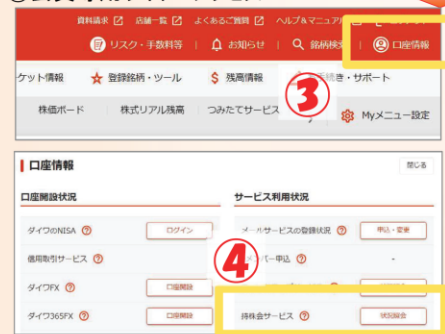 資料請求 店舗一覧 よくあるご質問 ヘルプ&マニュアル
リスク・手数料等 お知らせ 銘柄検索 口座情報
ケット情報 登録銘柄・ツール 残高情報 き・サポート
株価ボード 株式リアル残高 つみたてサービス Myメニュー設定
③
口座情報 閉じる
口座開設状況 サービス利用状況
ダイワのNISA ログイン メールサービスの登録状況 申込・変更
信用取引サービス バー申込 -
④
ダイワFX 口座開設
ダイワ365FX 口座開設 持株会サービス 状況照会